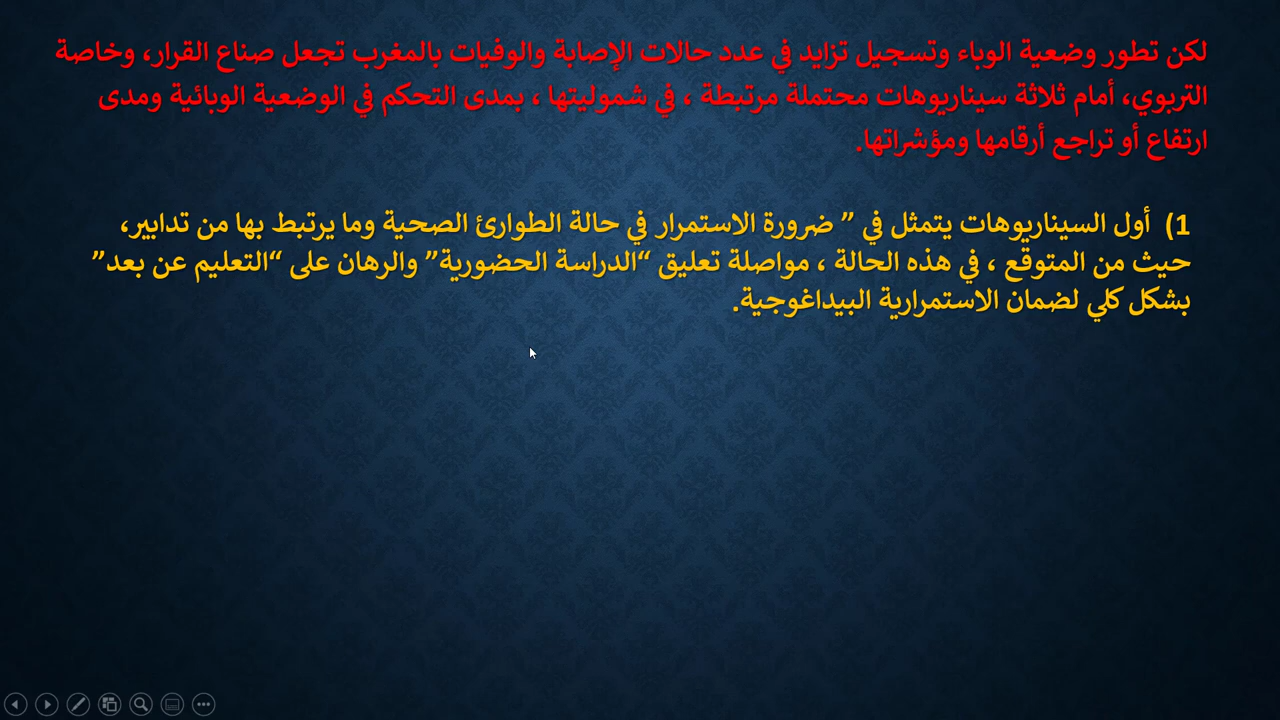 لكن تطور وضعية الوباء وتسجيل تزايد في عدد حالات الإصابة والوفيات بالمغرب تجعل صناع القرار، وخاصة
التربوي، أمام ثلاثة سيناريوهات محتملة مرتبطة ، في شموليتها ، بمدى التحكم في الوضعية الوبائية ومدى
ارتفاع أو تراجع أرقامها ومؤشراتها.
1) أول السيناريوهات يتمثل في ” ضرورة الاستمرار في حالة الطوارئ الصحية وما يرتبط بها من تدابير،
حيث من المتوقع ، في هذه الحالة ، مواصلة تعليق “الدراسة الحضورية” والرهان على “التعليم عن بعد”
بشكل كلي لضمان الاستمرارية البيداغوجية.